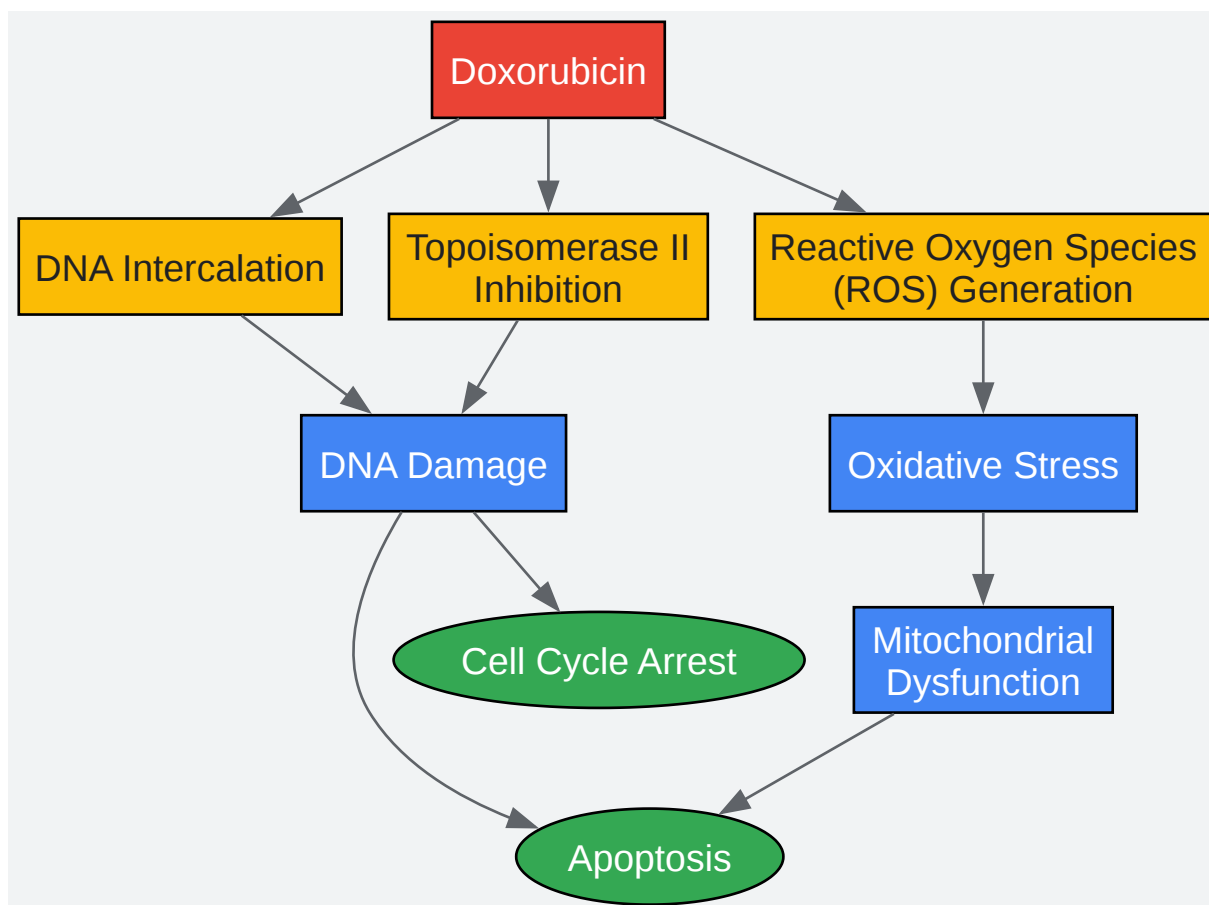 Doxorubicin
DNA Intercalation
Topoisomerase II
Inhibition
Reactive Oxygen Species
(ROS) Generation
DNA Damage
Oxidative Stress
Cell Cycle Arrest
Mitochondrial
Dysfunction
Apoptosis